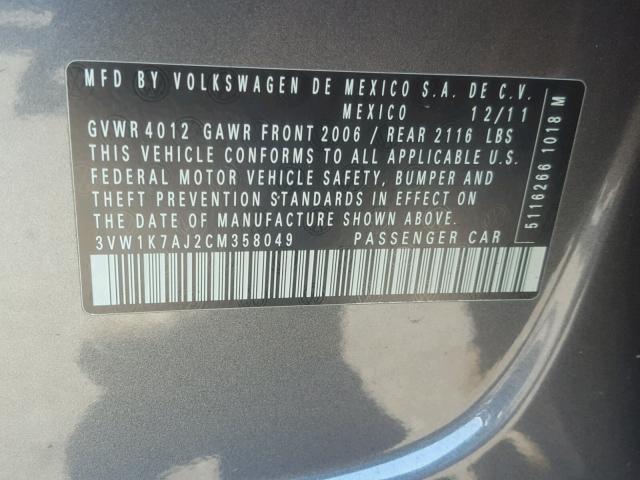 MFD BY VOLKSWAGEN DE MEXICO S.A. DE C.V.
MEXICO 12/11
GVWR 4012 GAWR FRONT 2006 / REAR 2116 LBS
THIS VEHICLE CONFORMS TO ALL APPLICABLE U.S.
FEDERAL MOTOR VEHICLE SAFETY, BUMPER AND
THEFT PREVENTION STANDARDS IN EFFECT ON
THE DATE OF MANUFACTURE SHOWN ABOVE.
3VW1K7AJ2CM358049 PASSENGER CAR
5116266 1018 M